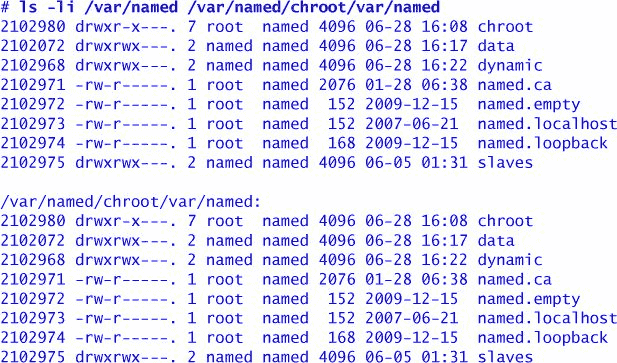 # ls -li /var/named /var/named/chroot/var/named
2102980 drwxr-x---. 7 root  named 4096 06-28 16:08 chroot
2102072 drwxrwx---. 2 named named 4096 06-28 16:17 data
2102968 drwxrwx---. 2 named named 4096 06-28 16:22 dynamic
2102971 -rw-r-----. 1 root  named 2076 01-28 06:38 named.ca
2102972 -rw-r-----. 1 root  named  152 2009-12-15  named.empty
2102973 -rw-r-----. 1 root  named  152 2007-06-21  named.localhost
2102974 -rw-r-----. 1 root  named  168 2009-12-15  named.loopback
2102975 drwxrwx---. 2 named named 4096 06-05 01:31 slaves

/var/named/chroot/var/named:
2102980 drwxr-x---. 7 root  named 4096 06-28 16:08 chroot
2102072 drwxrwx---. 2 named named 4096 06-28 16:17 data
2102968 drwxrwx---. 2 named named 4096 06-28 16:22 dynamic
2102971 -rw-r-----. 1 root  named 2076 01-28 06:38 named.ca
2102972 -rw-r-----. 1 root  named  152 2009-12-15  named.empty
2102973 -rw-r-----. 1 root  named  152 2007-06-21  named.localhost
2102974 -rw-r-----. 1 root  named  168 2009-12-15  named.loopback
2102975 drwxrwx---. 2 named named 4096 06-05 01:31 slaves